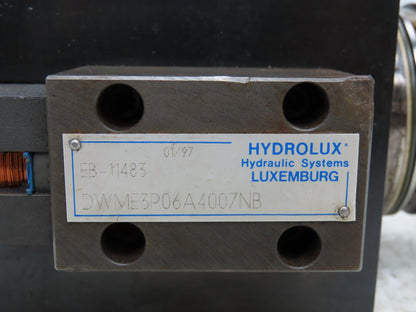 01/97
HYDROLUX®
EB-11483
Hydraulic Systems
LUXEMBURG
DWME3P06A4007NB